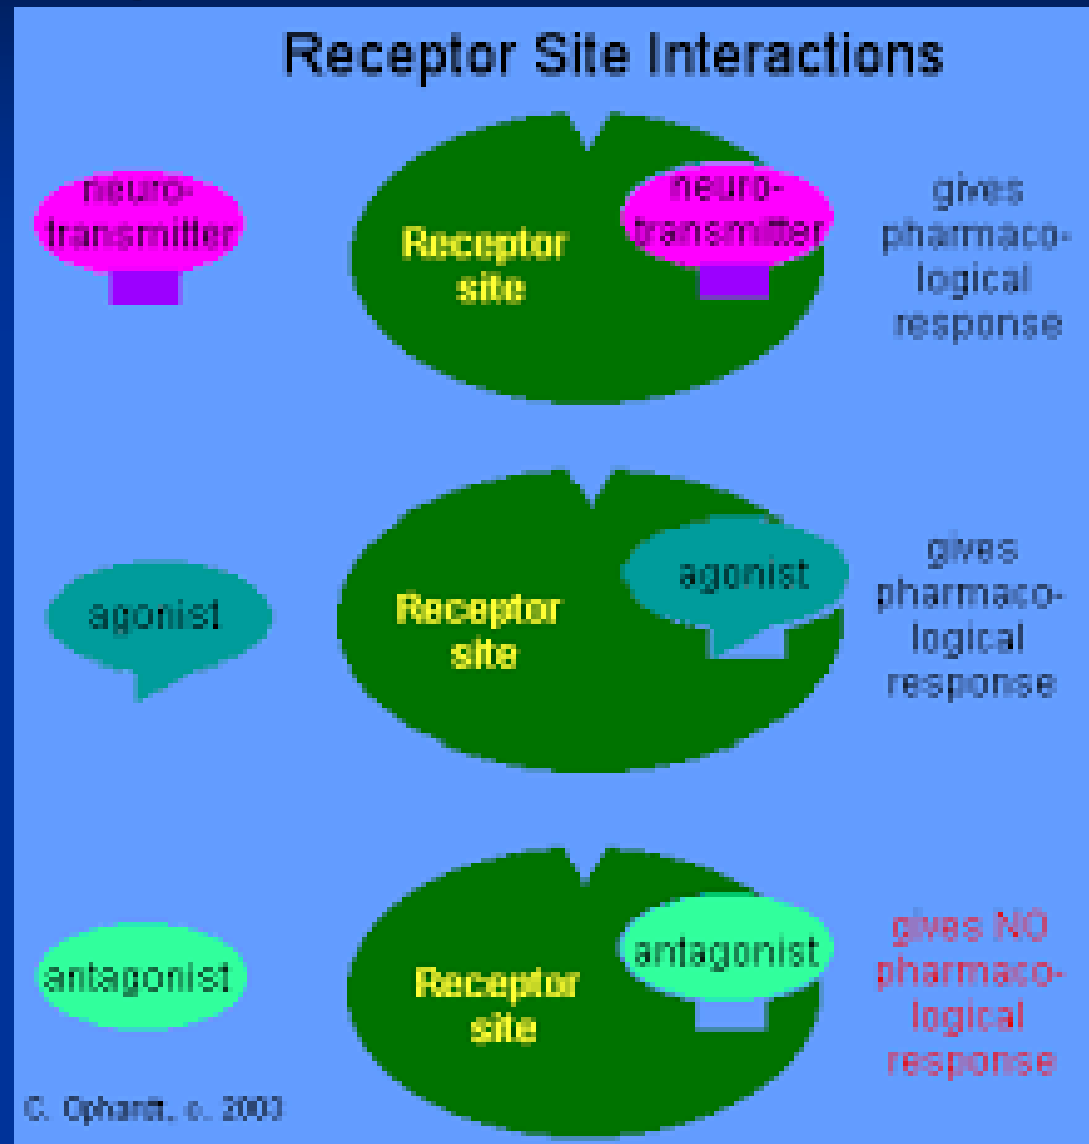 Receptor Site Interactions
neuro-
transmitter
Receptor
site
neuro-
transmitter
gives
pharmaco-
logical
response
agonist
Receptor
site
agonist
gives
pharmaco-
logical
response
antagonist
Receptor
site
antagonist
gives NO
pharmaco-
logical
response
C. Ophardt, c. 2003